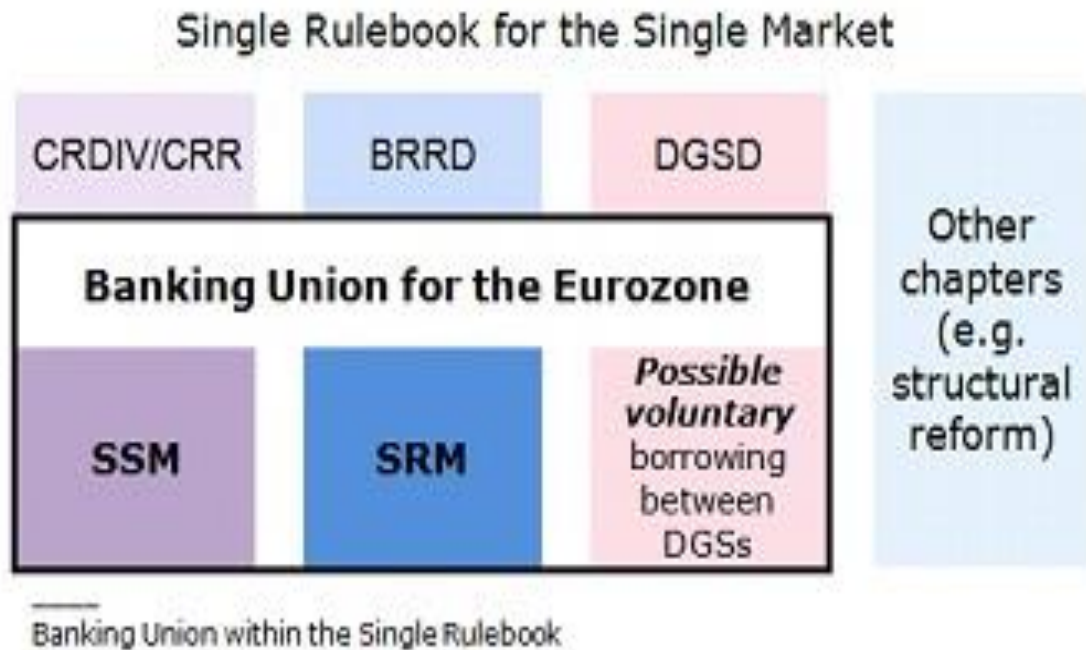 Single Rulebook for the Single Market
CRDIV/CRR
BRRD
DGSD
Banking Union for the Eurozone
SSM
SRM
Possible
voluntary
borrowing
between
DGSs
Other
chapters
(e.g.
structural
reform)
Banking Union within the Single Rulebook